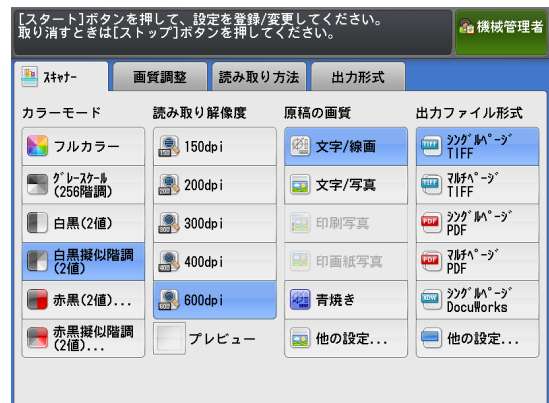 [スタート]ボタンを押して、設定を登録/変更してください。
取り消すときは[ストップ]ボタンを押してください。
機械管理者
スキャナー
画質調整
読み取り方法
出力形式
カラーモード
読み取り解像度
原稿の画質
出力ファイル形式
フルカラー
150dpi
文字/線画
シングルページ
TIFF
グレースケール
(256階調)
200dpi
文字/写真
マルチページ
TIFF
白黒(2値)
300dpi
印刷写真
シングルページ
PDF
白黒擬似階調
(2値)
400dpi
印画紙写真
マルチページ
PDF
赤黒(2値)...
600dpi
青焼き
シングルページ
DocuWorks
赤黒擬似階調
(2値)...
プレビュー
他の設定...
他の設定...